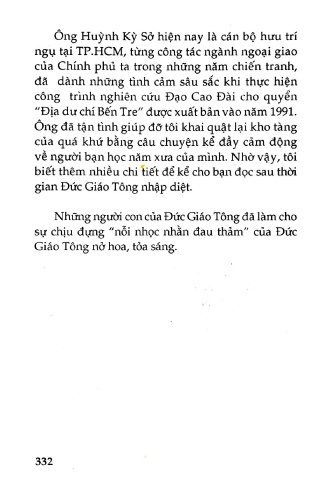 Ông Huỳnh Kỳ Sở hiện nay là cán bộ hưu trí
ngụ tại TP.HCM, từng công tác ngành ngoại giao
của Chính phủ ta trong những năm chiến tranh,
đã dành những tình cảm sâu sắc khi thực hiện
công trình nghiên cứu Đạo Cao Đài cho quyển
“Địa dư chí Bến Tre” được xuất bản vào năm 1991.
Ông đã tận tình giúp đỡ tôi khai quật lại kho tàng
của quá khứ bằng câu chuyện kể đầy cảm động
về người bạn học năm xưa của mình. Nhờ vậy, tôi
biết thêm nhiều chi tiết để kể cho bạn đọc sau thời
gian Đức Giáo Tông nhập diệt.
Những người con của Đức Giáo Tông đã làm cho
sự chịu đựng “nỗi nhọc nhằn đau thảm” của Đức
Giáo Tông nở hoa, tỏa sáng.
332